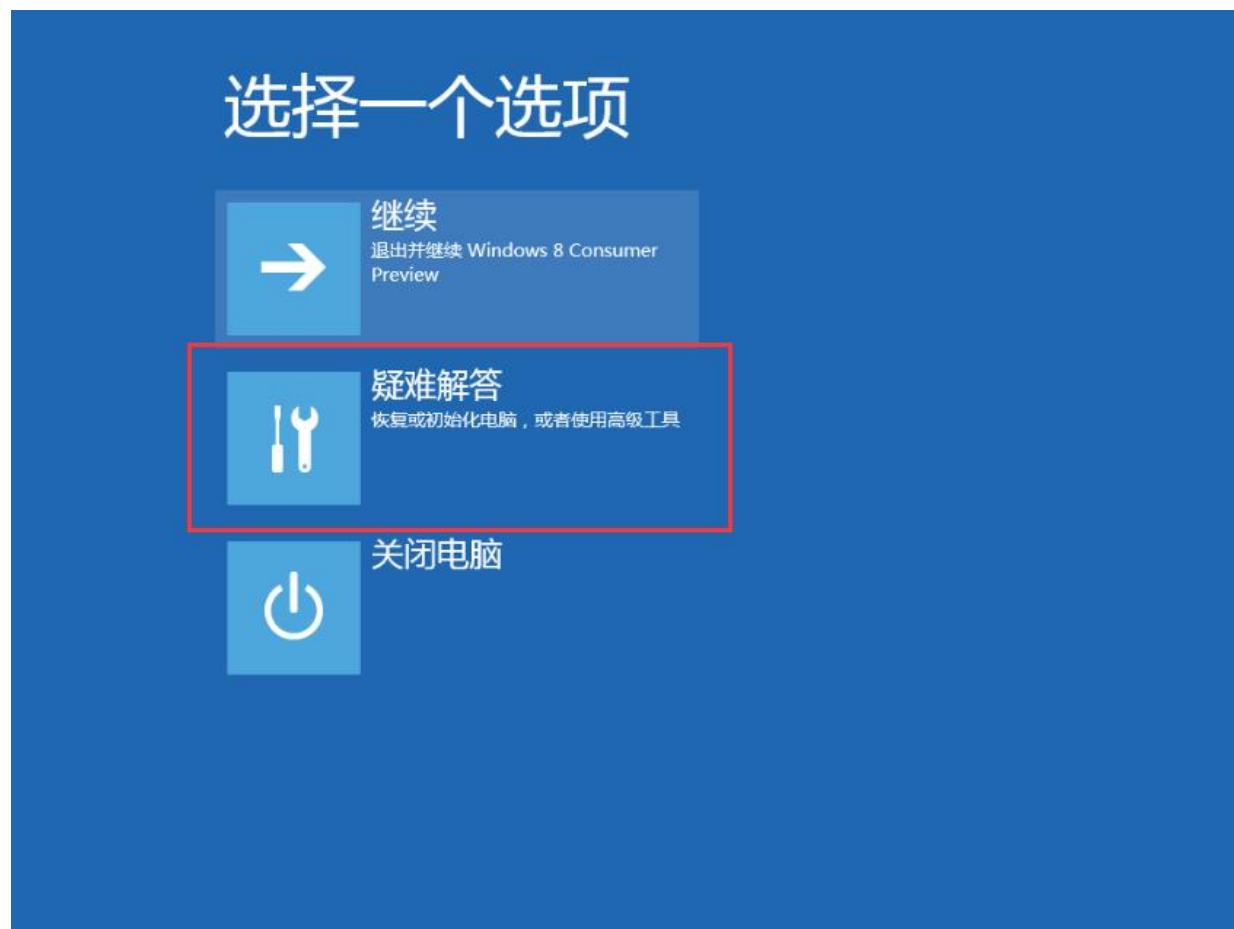 选择一个选项
继续
退出并继续 Windows 8 Consumer
Preview
疑难解答
恢复或初始化电脑，或者使用高级工具
关闭电脑